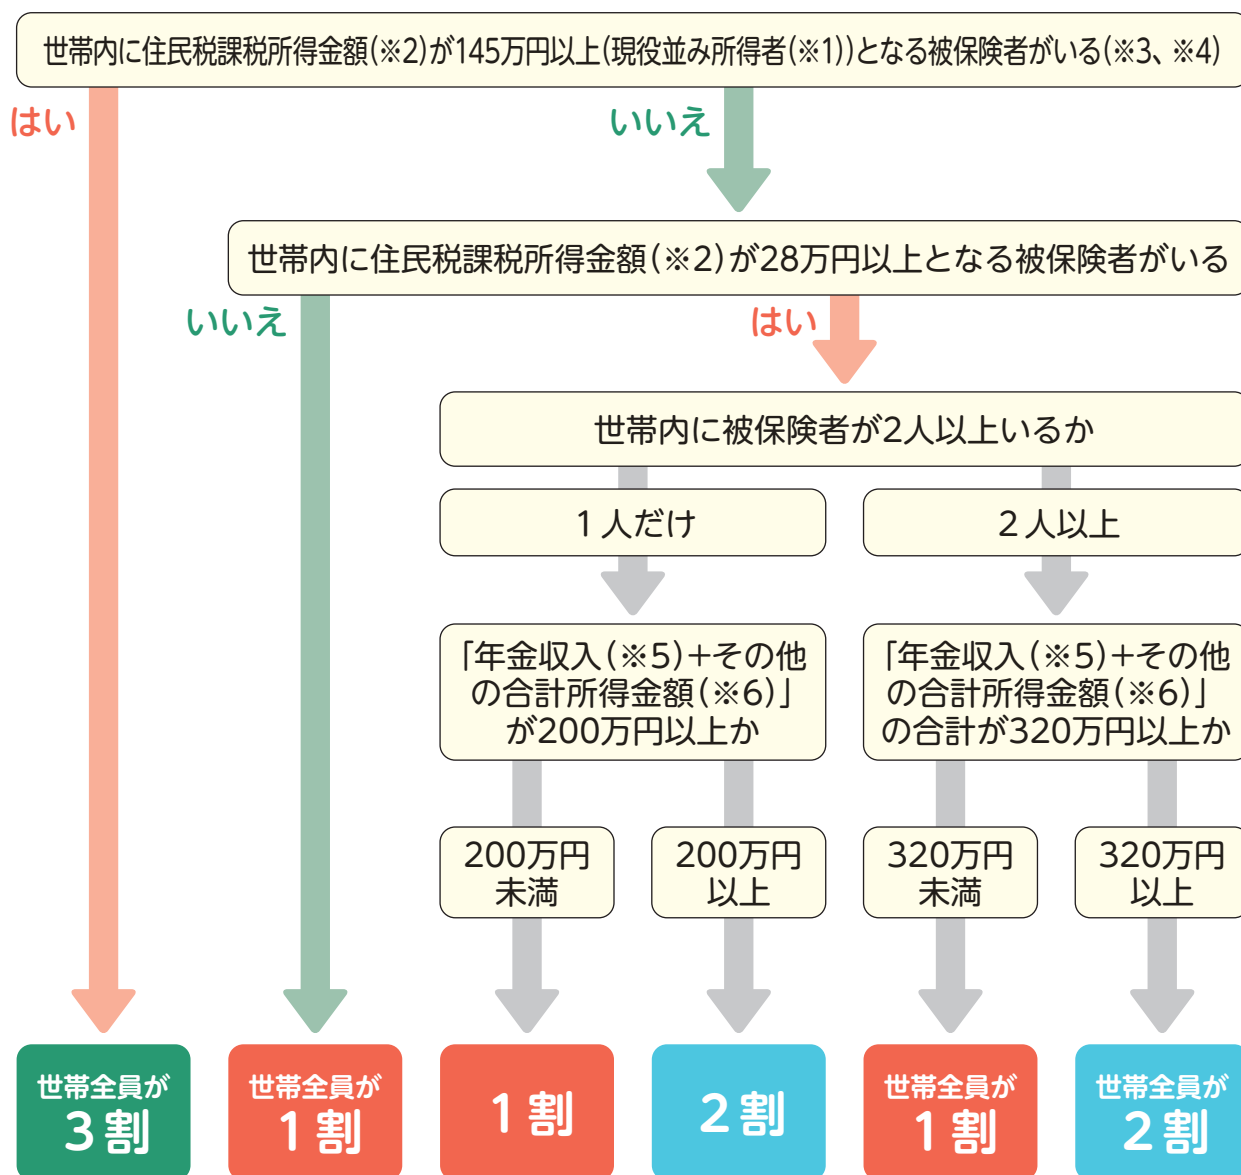 世帯内に住民税課税所得金額(※2)が145万円以上(現役並み所得者(※1))となる被保険者がいる(※3、※4)
はい
いいえ
世帯内に住民税課税所得金額(※2)が28万円以上となる被保険者がいる
いいえ
はい
世帯内に被保険者が2人以上いるか
1人だけ
2人以上
「年金収入(※5)+その他
の合計所得金額(※6)」
が200万円以上か
「年金収入(※5)+その他
の合計所得金額(※6)」
の合計が320万円以上か
200万円
未満
200万円
以上
320万円
未満
320万円
以上
世帯全員が
3割
世帯全員が
1割
1割
2割
世帯全員が
1割
世帯全員が
2割